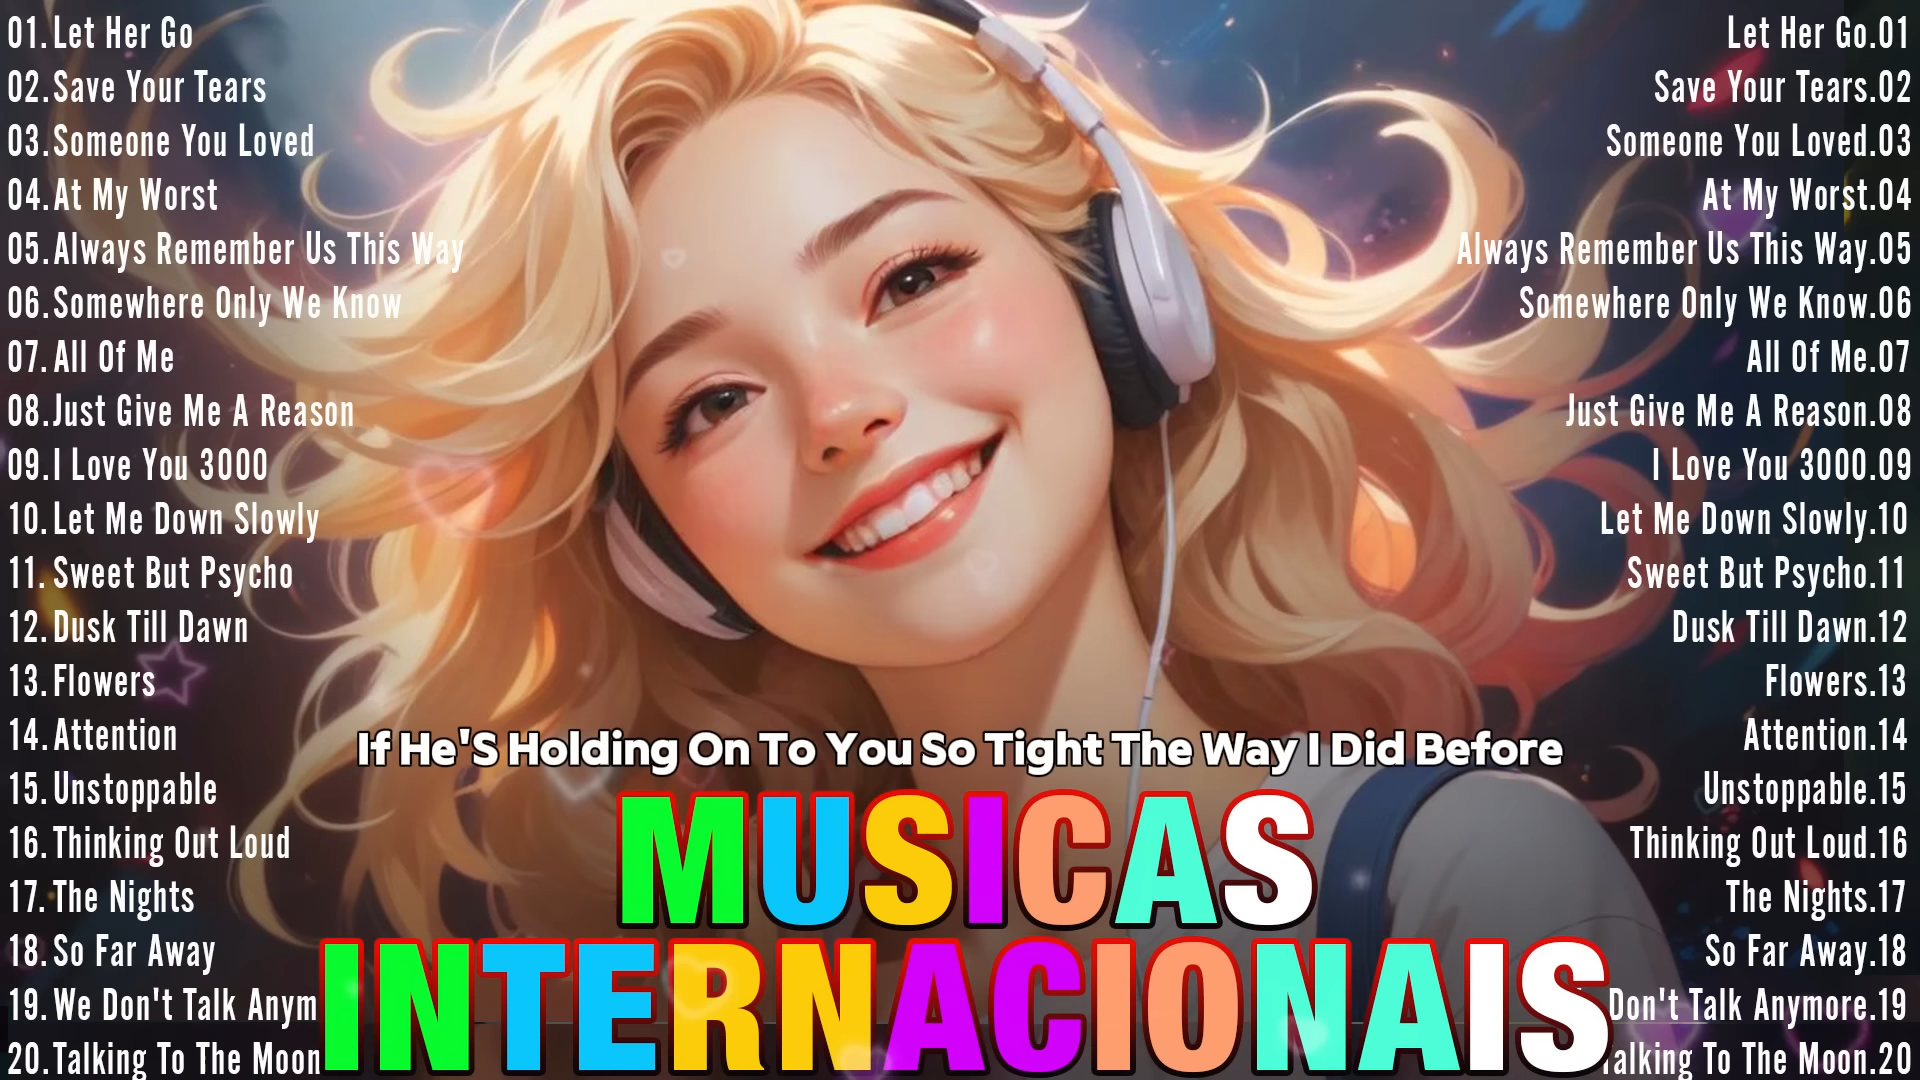 01.Let Her Go
02.Save Your Tears
03.Someone You Loved
04.At My Worst
05.Always Remember Us This Way
06.Somewhere Only We Know
07.All Of Me
08.Just Give Me A Reason
09.I Love You 3000
10.Let Me Down Slowly
11.Sweet But Psycho
12.Dusk Till Dawn
13.Flowers
14.Attention
15.Unstoppable
16.Thinking Out Loud
17.The Nights
18.So Far Away
19.We Don't Talk Anym
20.Talking To The Moon
Let Her Go.01
Save Your Tears.02
Someone You Loved.03
At My Worst.04
Always Remember Us This Way.05
Somewhere Only We Know.06
All Of Me.07
Just Give Me A Reason.08
I Love You 3000.09
Let Me Down Slowly.10
Sweet But Psycho.11
Dusk Till Dawn.12
Flowers.13
Attention.14
Unstoppable.15
Thinking Out Loud.16
The Nights.17
So Far Away.18
Don't Talk Anymore.19
alking To The Moon.20
If He'S Holding On To You So Tight The Way I Did Before
MUSICAS
INTERNACIONAIS